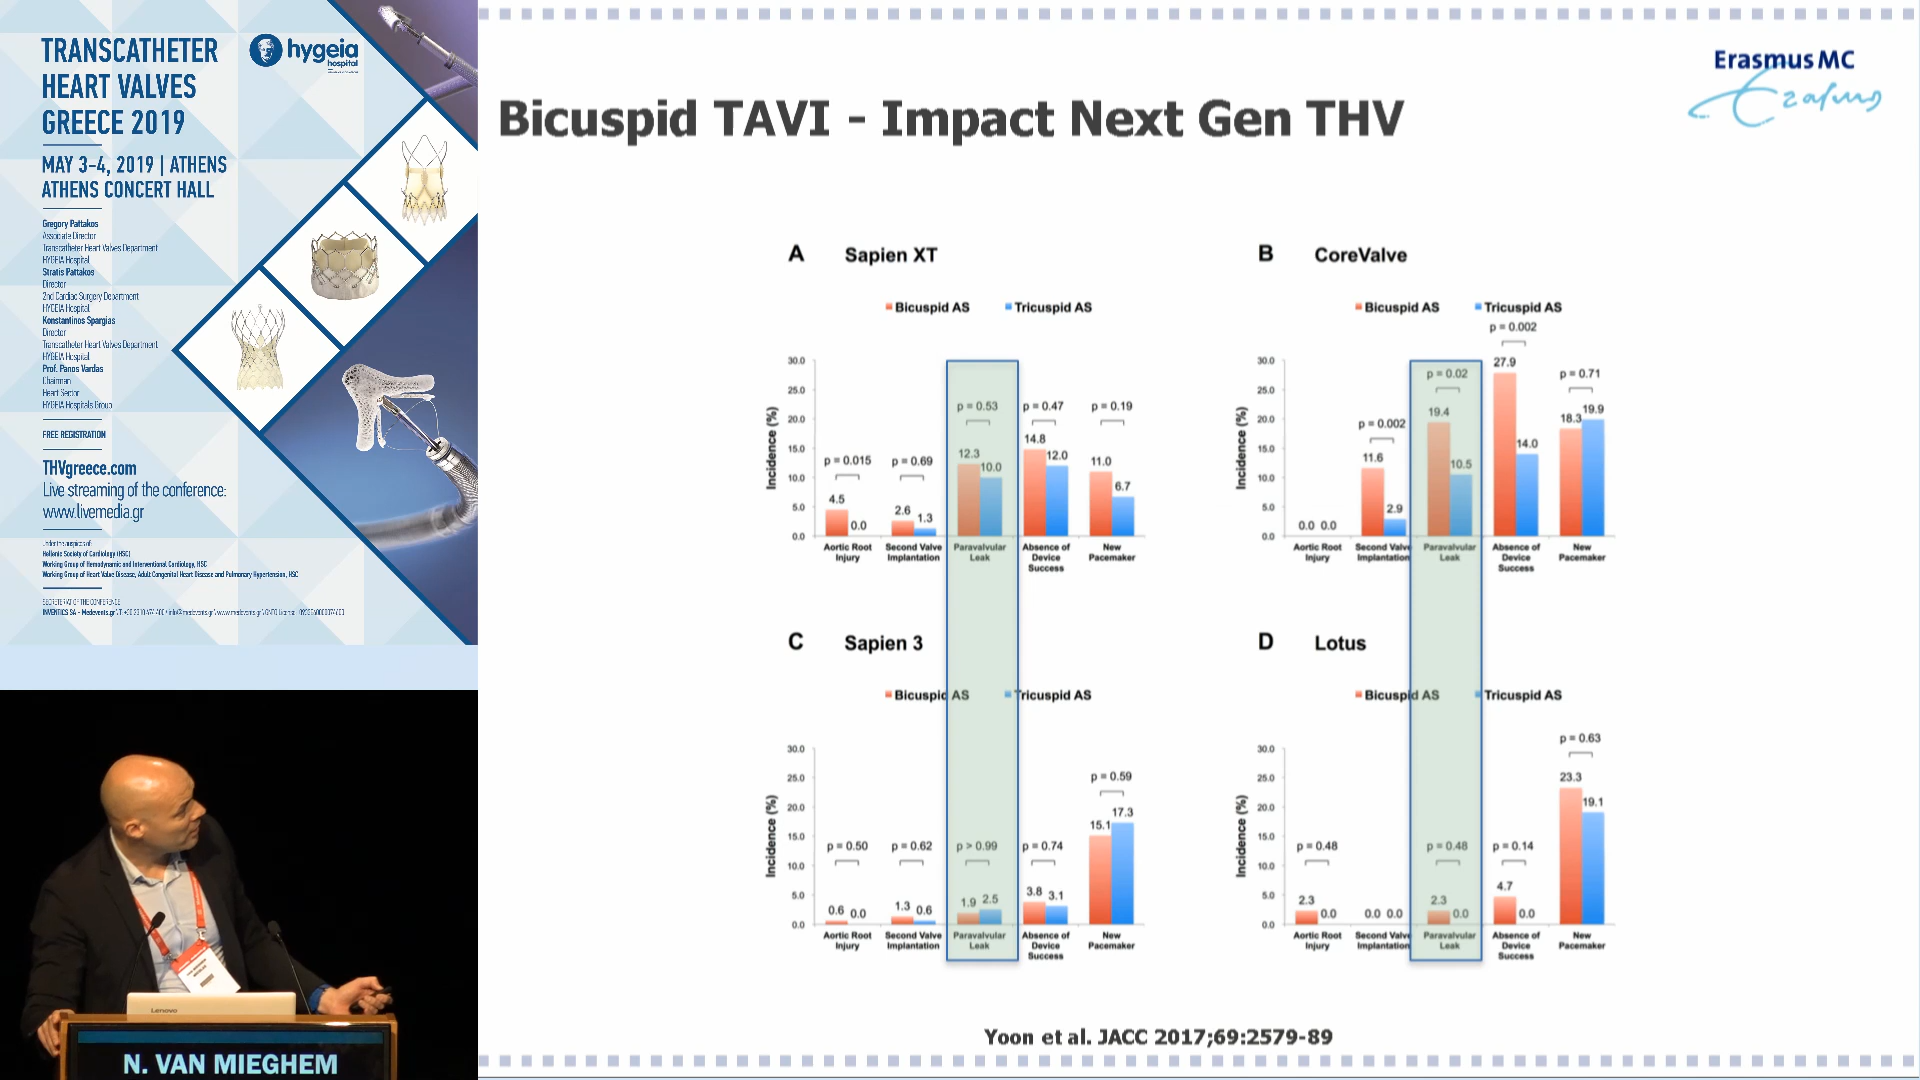 TRANSCATHETER
HEART VALVES
GREECE 2019
hygeia
hospital
MAY 3-4, 2019 | ATHENS
ATHENS CONCERT HALL
Gregory Pattakos
Associate Director
Transcatheter Heart Valves Department
HYGEIA Hospital
Stratis Pattakos
Director
2nd Cardiac Surgery Department
HYGEIA Hospital
Konstantinos Spargias
Director
Transcatheter Heart Valves Department
HYGEIA Hospital
Prof. Panos Vardas
Chairman
Heart Sector
HYGEIA Hospitals Group
FREE REGISTRATION
THVgreece.com
Live streaming of the conference:
www.livemedia.gr
Under the auspices of:
Hellenic Society of Cardiology (HSC)
Working Group of Hemodynamic and Interventional Cardiology, HSC
Working Group of Heart Valve Disease, Adult Congenital Heart Disease and Pulmonary Hypertension, HSC
SECRETERIAT OF THE CONFERENCE
INVENTICS SA - Medevents.gr
Lenovo
N. VAN MIEGHEM
Erasmus MC
Erasmus
Bicuspid TAVI - Impact Next Gen THV
A Sapien XT
Bicuspid AS Tricuspid AS
Incidence (%)
30.0
25.0
20.0
15.0
10.0
5.0
0.0
p = 0.015 p = 0.69 p = 0.53 p = 0.47 p = 0.19
4.5 0.0 2.6 1.3 12.3 10.0 14.8 12.0 11.0 6.7
Aortic Root Second Valve Paravalvular Absence of New
Injury Implantation Leak Device Pacemaker
Success
B CoreValve
Bicuspid AS Tricuspid AS
Incidence (%)
30.0
25.0
20.0
15.0
10.0
5.0
0.0
p = 0.002 p = 0.02 p = 0.002 p = 0.71
0.0 0.0 11.6 2.9 19.4 10.5 27.9 14.0 18.3 19.9
Aortic Root Second Valve Paravalvular Absence of New
Injury Implantation Leak Device Pacemaker
Success
C Sapien 3
Bicuspid AS Tricuspid AS
Incidence (%)
30.0
25.0
20.0
15.0
10.0
5.0
0.0
p = 0.50 p = 0.62 p > 0.99 p = 0.74 p = 0.59
0.6 0.0 1.3 0.6 1.9 2.5 3.8 3.1 15.1 17.3
Aortic Root Second Valve Paravalvular Absence of New
Injury Implantation Leak Device Pacemaker
Success
D Lotus
Bicuspid AS Tricuspid AS
Incidence (%)
30.0
25.0
20.0
15.0
10.0
5.0
0.0
p = 0.48 p = 0.48 p = 0.14 p = 0.63
2.3 0.0 0.0 0.0 2.3 0.0 4.7 0.0 23.3 19.1
Aortic Root Second Valve Paravalvular Absence of New
Injury Implantation Leak Device Pacemaker
Success
Yoon et al. JACC 2017;69:2579-89